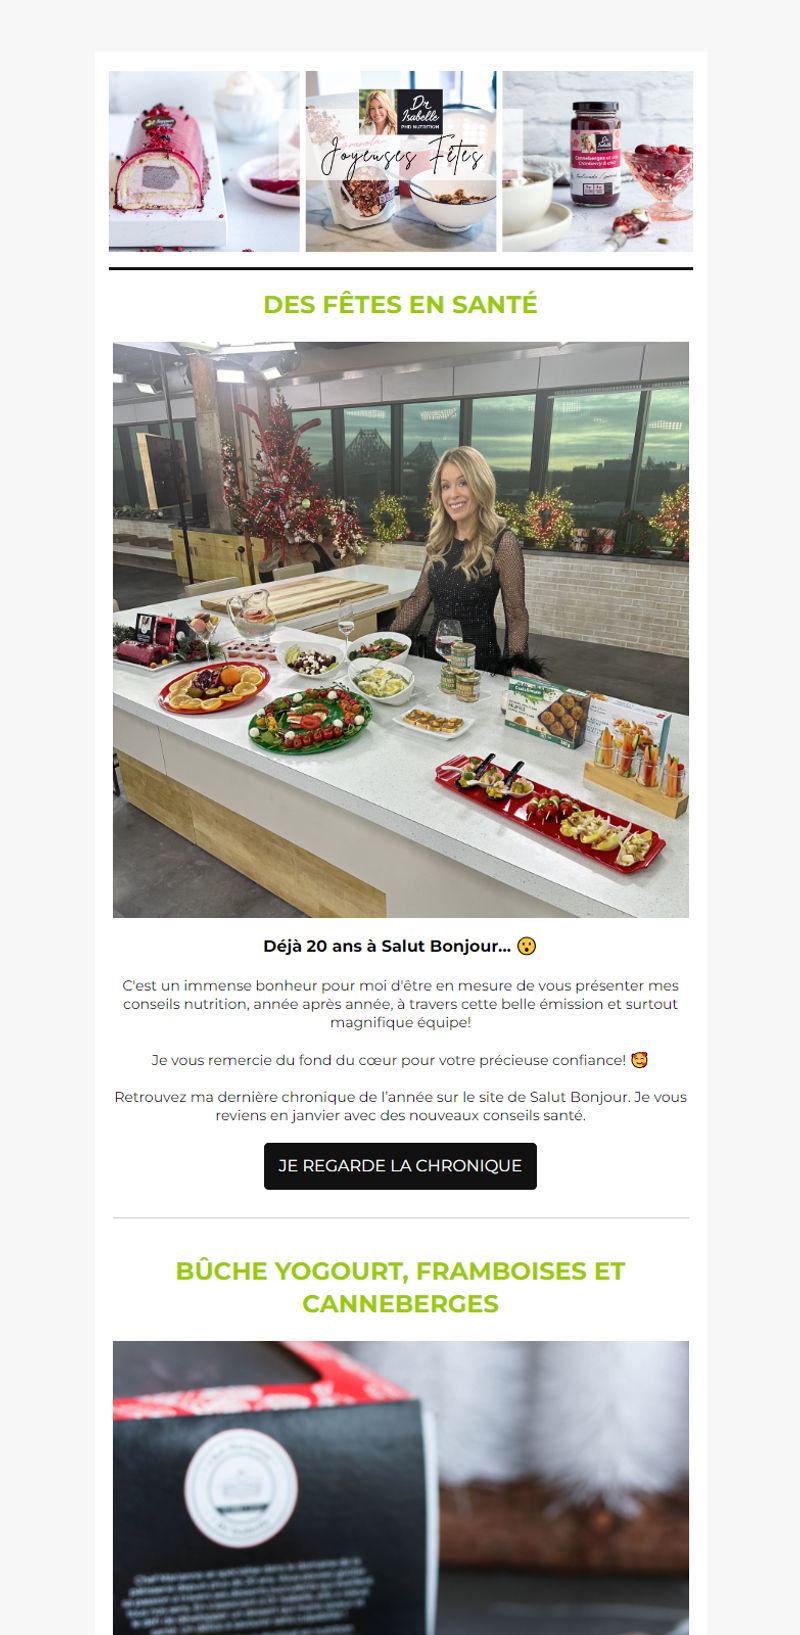 Dr
Isabelle
PHD NUTRITION
Joyeuses Fêtes
DES FÊTES EN SANTÉ
Déjà 20 ans à Salut Bonjour... 😮
C'est un immense bonheur pour moi d'être en mesure de vous présenter mes
conseils nutrition, année après année, à travers cette belle émission et surtout
magnifique équipe!
Je vous remercie du fond du cœur pour votre précieuse confiance! 🥰
Retrouvez ma dernière chronique de l’année sur le site de Salut Bonjour. Je vous
reviens en janvier avec des nouveaux conseils santé.
JE REGARDE LA CHRONIQUE
BÛCHE YOGOURT, FRAMBOISES ET
CANNEBERGES